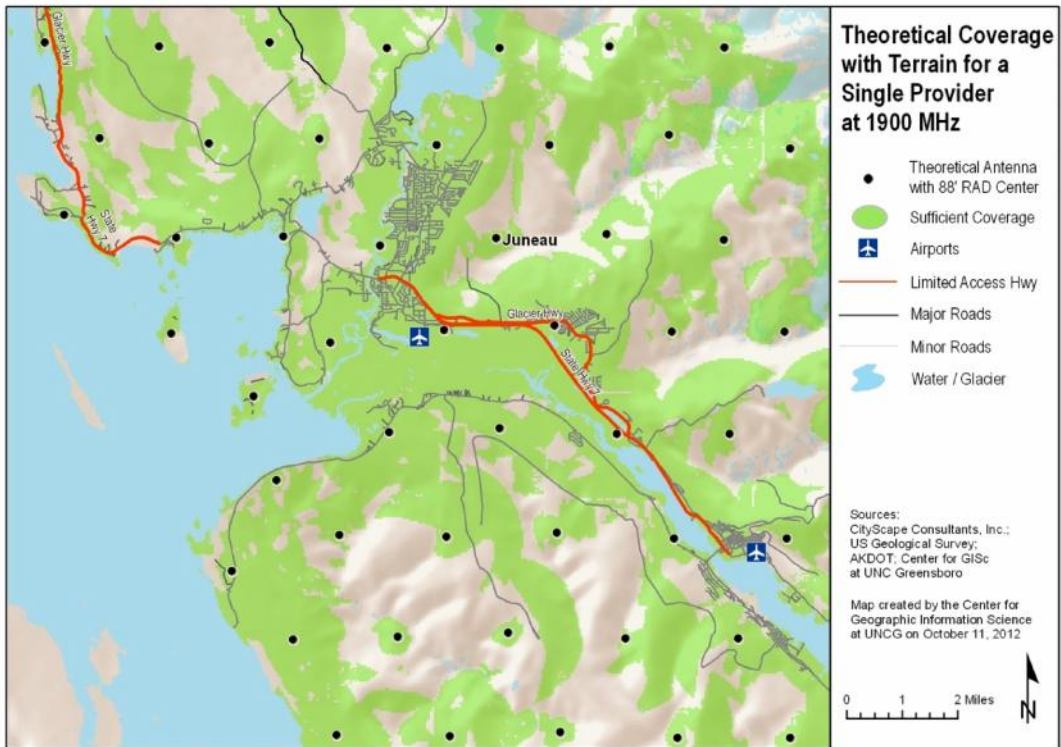 Theoretical Coverage
with Terrain for a
Single Provider
at 1900 MHz
Theoretical Antenna
with 88' RAD Center
Sufficient Coverage
Airports
Limited Access Hwy
Major Roads
Minor Roads
Water / Glacier
Sources:
CityScape Consultants, Inc.;
US Geological Survey;
AKDOT; Center for GISc
at UNC Greensboro
Map created by the Center for
Geographic Information Science
at UNCG on October 11, 2012
0 1 2 Miles
N
Glacier Hwy
State
Hwy 7
Juneau
Glacier Hwy
State Hwy 7